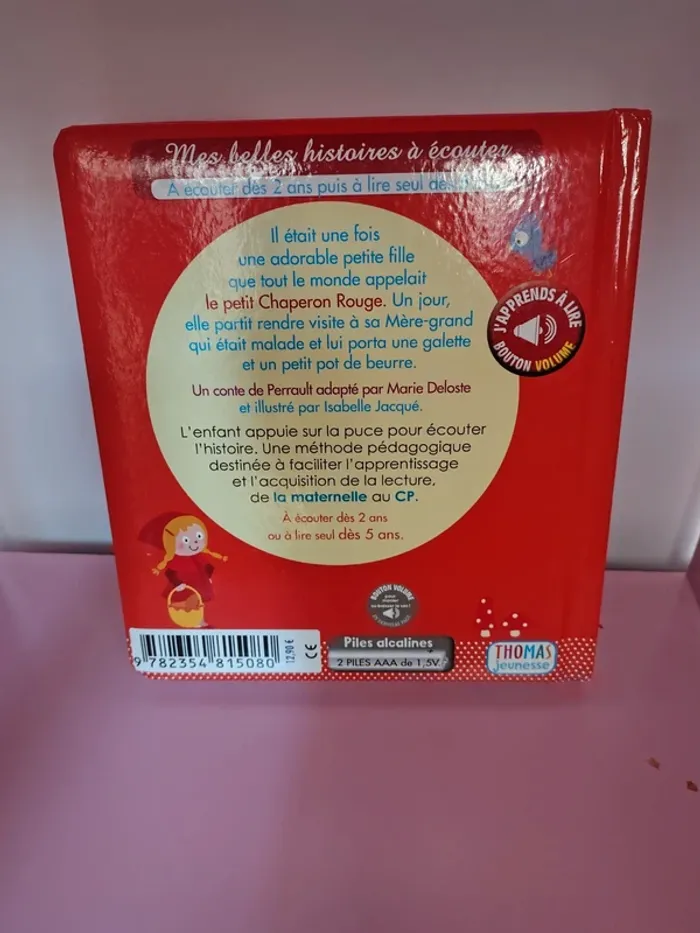 Mes belles histoires à écouter
À écouter dès 2 ans puis à lire seul dès
Il était une fois
une adorable petite fille
que tout le monde appelait
le petit Chaperon Rouge. Un jour,
elle partit rendre visite à sa Mère-grand
qui était malade et lui porta une galette
et un petit pot de beurre.
Un conte de Perrault adapté par Marie Deloste
et illustré par Isabelle Jacqué.
L'enfant appuie sur la puce pour écouter
l'histoire. Une méthode pédagogique
destinée à faciliter l'apprentissage
et l'acquisition de la lecture,
de la maternelle au CP.
À écouter dès 2 ans
ou à lire seul dès 5 ans.
J'APPRENDS À LIRE
BOUTON VOLUME
BOUTON VOLUME
pour
9 782354 815080
12,90 €
CE
Piles alcalines
2 PILES AAA de 1,5V.
THOMAS
jeunesse